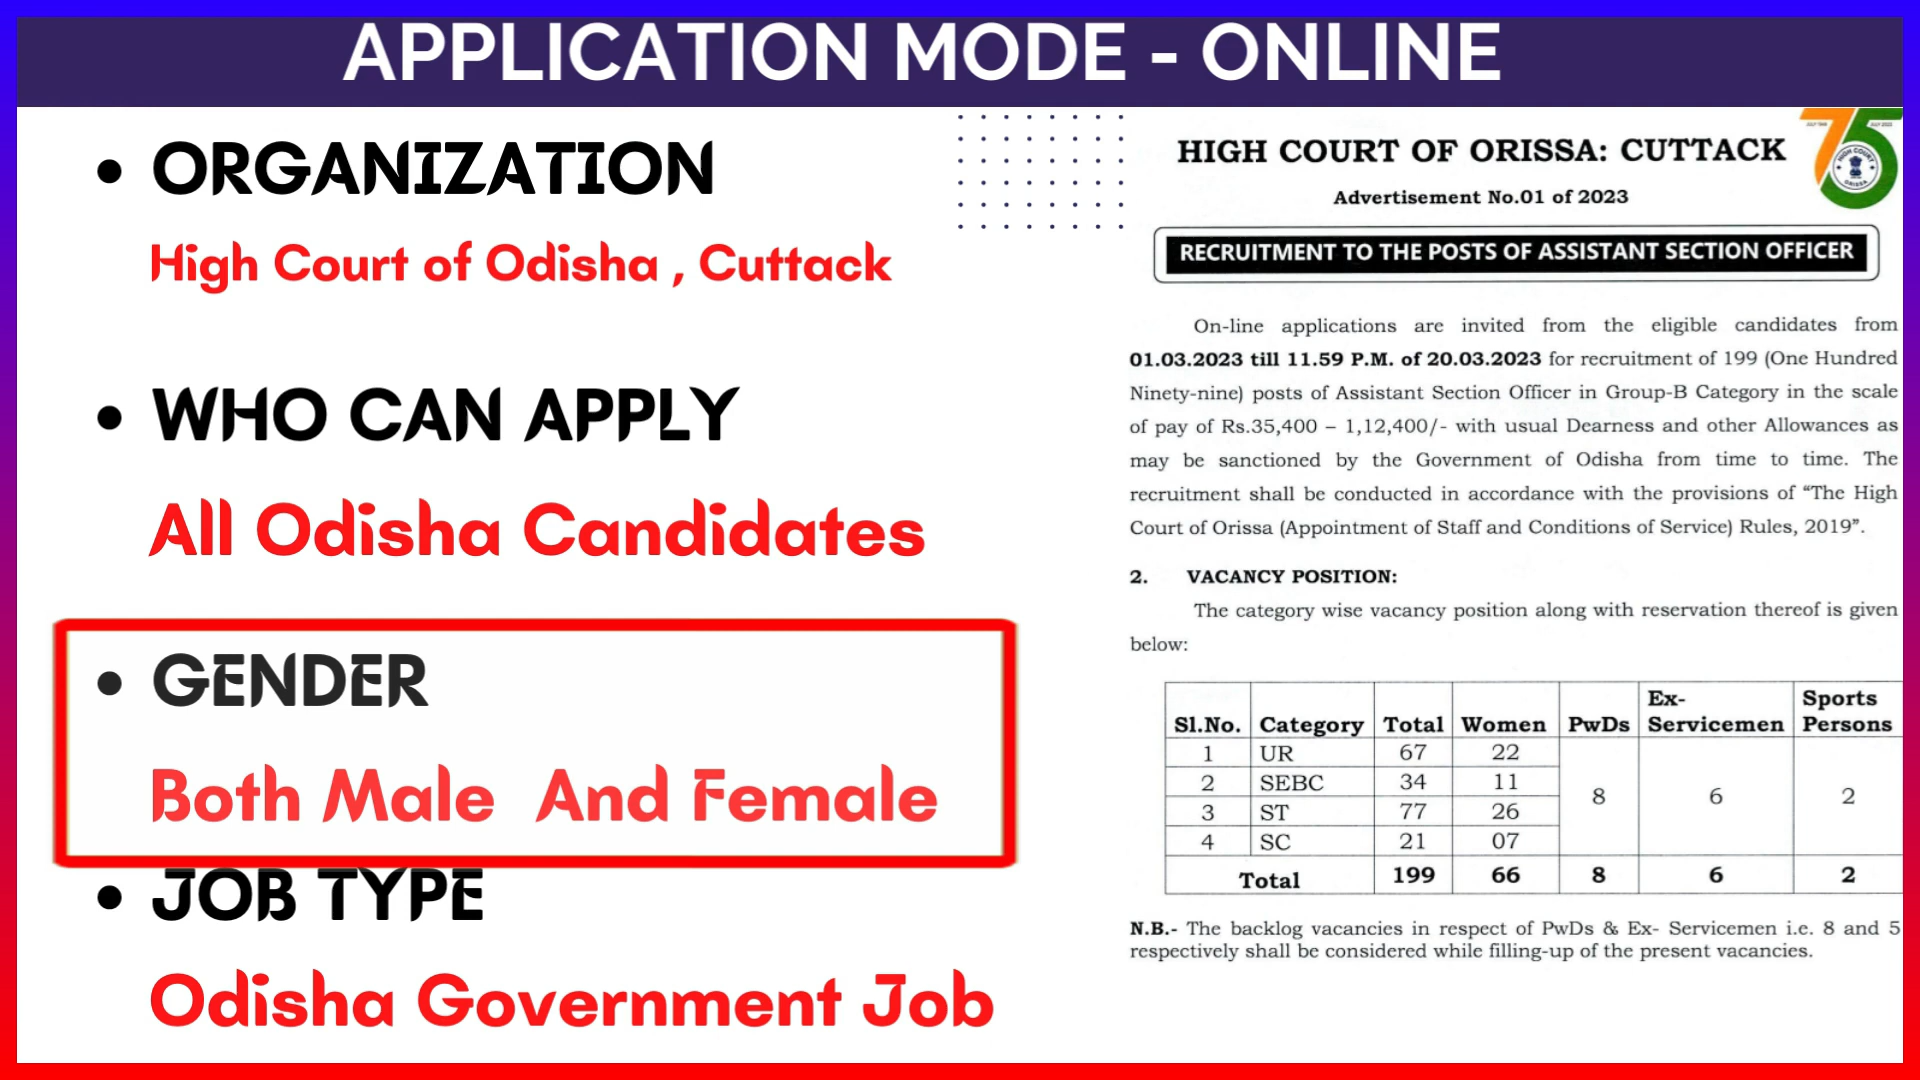 APPLICATION MODE - ONLINE
• ORGANIZATION
High Court of Odisha , Cuttack
• WHO CAN APPLY
All Odisha Candidates
• GENDER
Both Male And Female
• JOB TYPE
Odisha Government Job
HIGH COURT OF ORISSA: CUTTACK
75
HIGH COURT
ORISSA
Advertisement No.01 of 2023
RECRUITMENT TO THE POSTS OF ASSISTANT SECTION OFFICER
On-line applications are invited from the eligible candidates from
01.03.2023 till 11.59 P.M. of 20.03.2023 for recruitment of 199 (One Hundred
Ninety-nine) posts of Assistant Section Officer in Group-B Category in the scale
of pay of Rs.35,400 – 1,12,400/- with usual Dearness and other Allowances as
may be sanctioned by the Government of Odisha from time to time. The
recruitment shall be conducted in accordance with the provisions of “The High
Court of Orissa (Appointment of Staff and Conditions of Service) Rules, 2019”.
2. VACANCY POSITION:
The category wise vacancy position along with reservation thereof is given
below:
Sl.No. Category Total Women PwDs Ex-Servicemen Sports Persons
1 UR 67 22
2 SEBC 34 11
8 6 2
3 ST 77 26
4 SC 21 07
Total 199 66 8 6 2
N.B.- The backlog vacancies in respect of PwDs & Ex- Servicemen i.e. 8 and 5
respectively shall be considered while filling-up of the present vacancies.